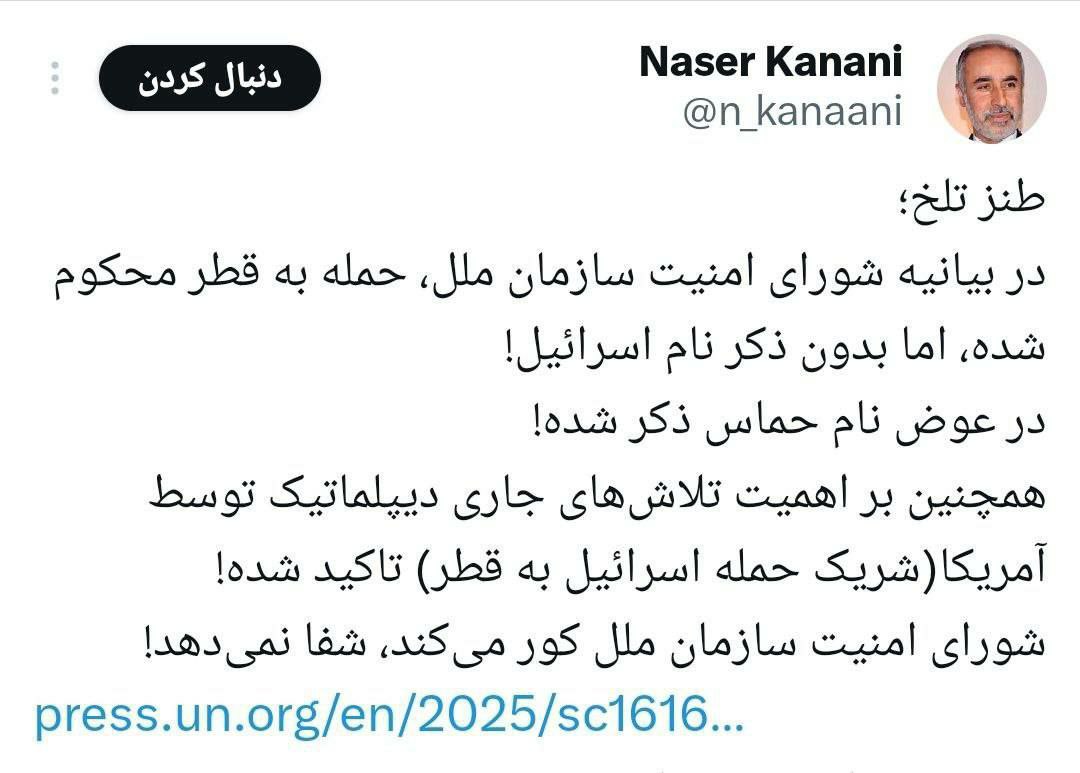 Naser Kanani
@n_kanaani
دنبال کردن
طنز تلخ؛
در بیانیه شورای امنیت سازمان ملل، حمله به قطر محکوم
شده، اما بدون ذکر نام اسرائیل!
در عوض نام حماس ذکر شده!
همچنین بر اهمیت تلاش‌های جاری دیپلماتیک توسط
آمریکا(شریک حمله اسرائیل به قطر) تاکید شده!
شورای امنیت سازمان ملل کور می‌کند، شفا نمی‌دهد!
press.un.org/en/2025/sc1616...